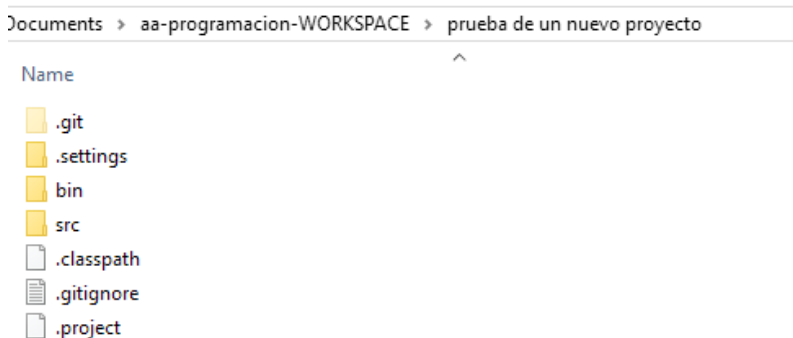 Documents > aa-programacion-WORKSPACE > prueba de un nuevo proyecto
Name
.git
.settings
bin
src
.classpath
.gitignore
.project